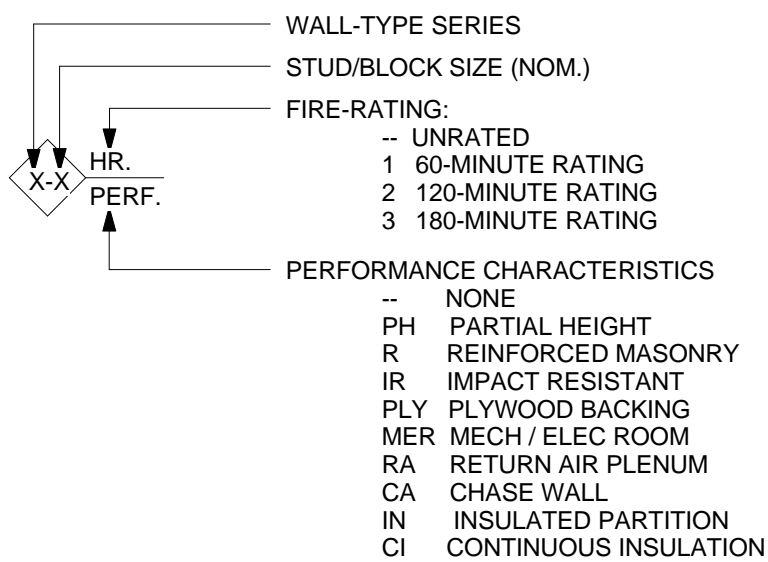 WALL-TYPE SERIES
STUD/BLOCK SIZE (NOM.)
FIRE-RATING:
-- UNRATED
1 60-MINUTE RATING
2 120-MINUTE RATING
3 180-MINUTE RATING
X-X
HR.
PERF.
PERFORMANCE CHARACTERISTICS
-- NONE
PH PARTIAL HEIGHT
R REINFORCED MASONRY
IR IMPACT RESISTANT
PLY PLYWOOD BACKING
MER MECH / ELEC ROOM
RA RETURN AIR PLENUM
CA CHASE WALL
IN INSULATED PARTITION
CI CONTINUOUS INSULATION